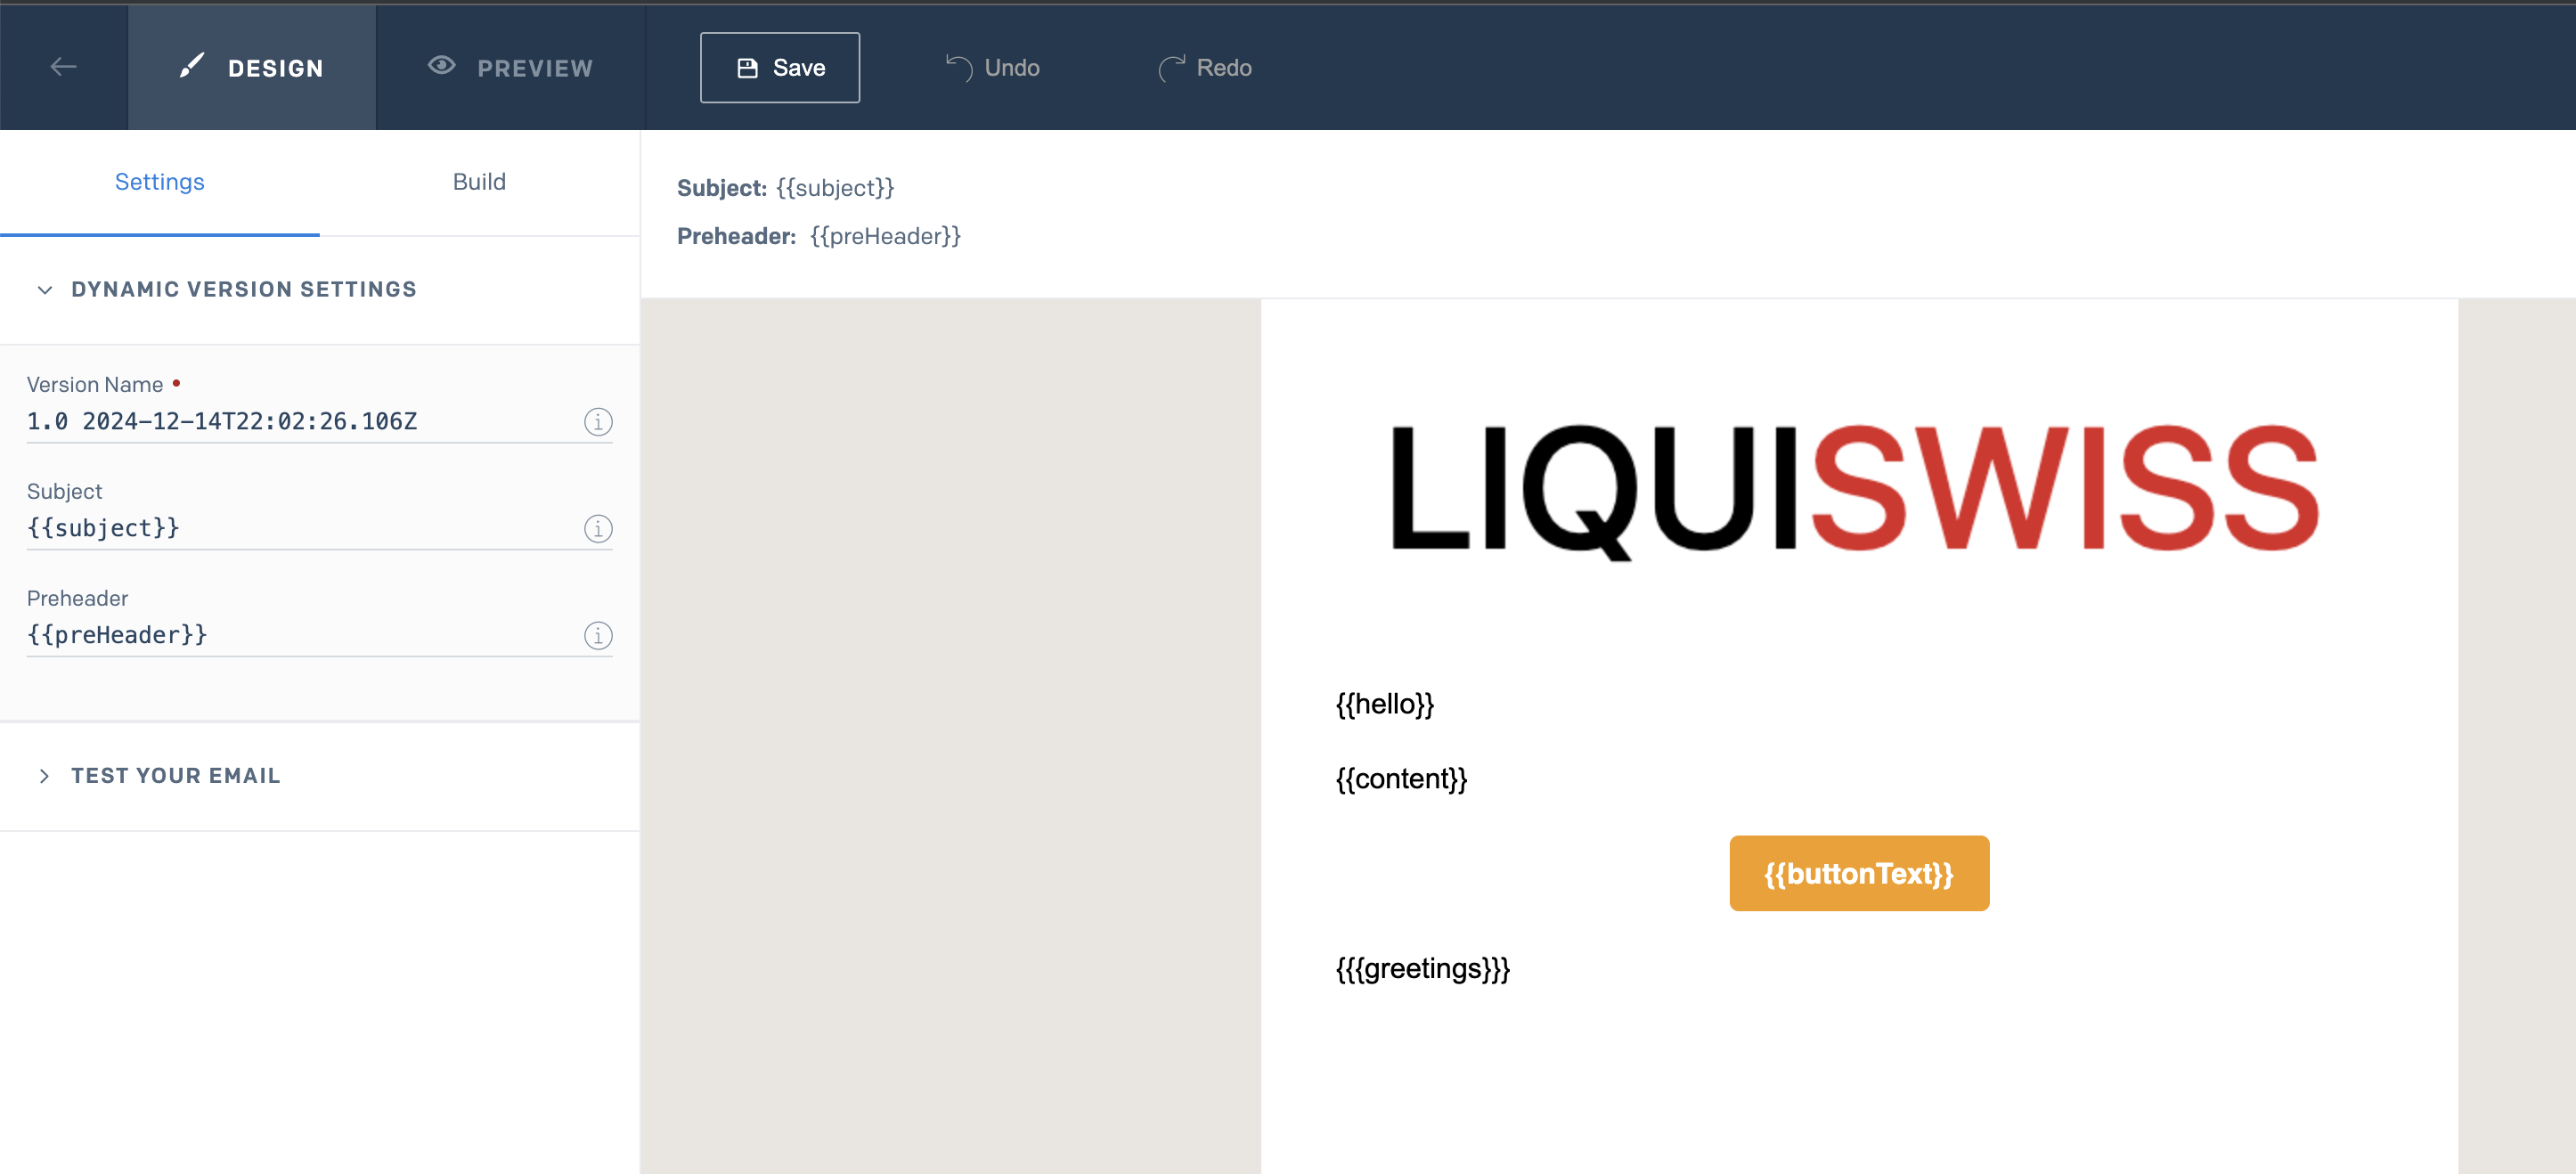 DESIGN
PREVIEW
Save
Undo
Redo
Settings
Build
Subject: {{subject}}
Preheader: {{preHeader}}
DYNAMIC VERSION SETTINGS
Version Name
1.0 2024-12-14T22:02:26.106Z
Subject
{{subject}}
Preheader
{{preHeader}}
TEST YOUR EMAIL
LIQUISWISS
{{hello}}
{{content}}
{{buttonText}}
{{{greetings}}}